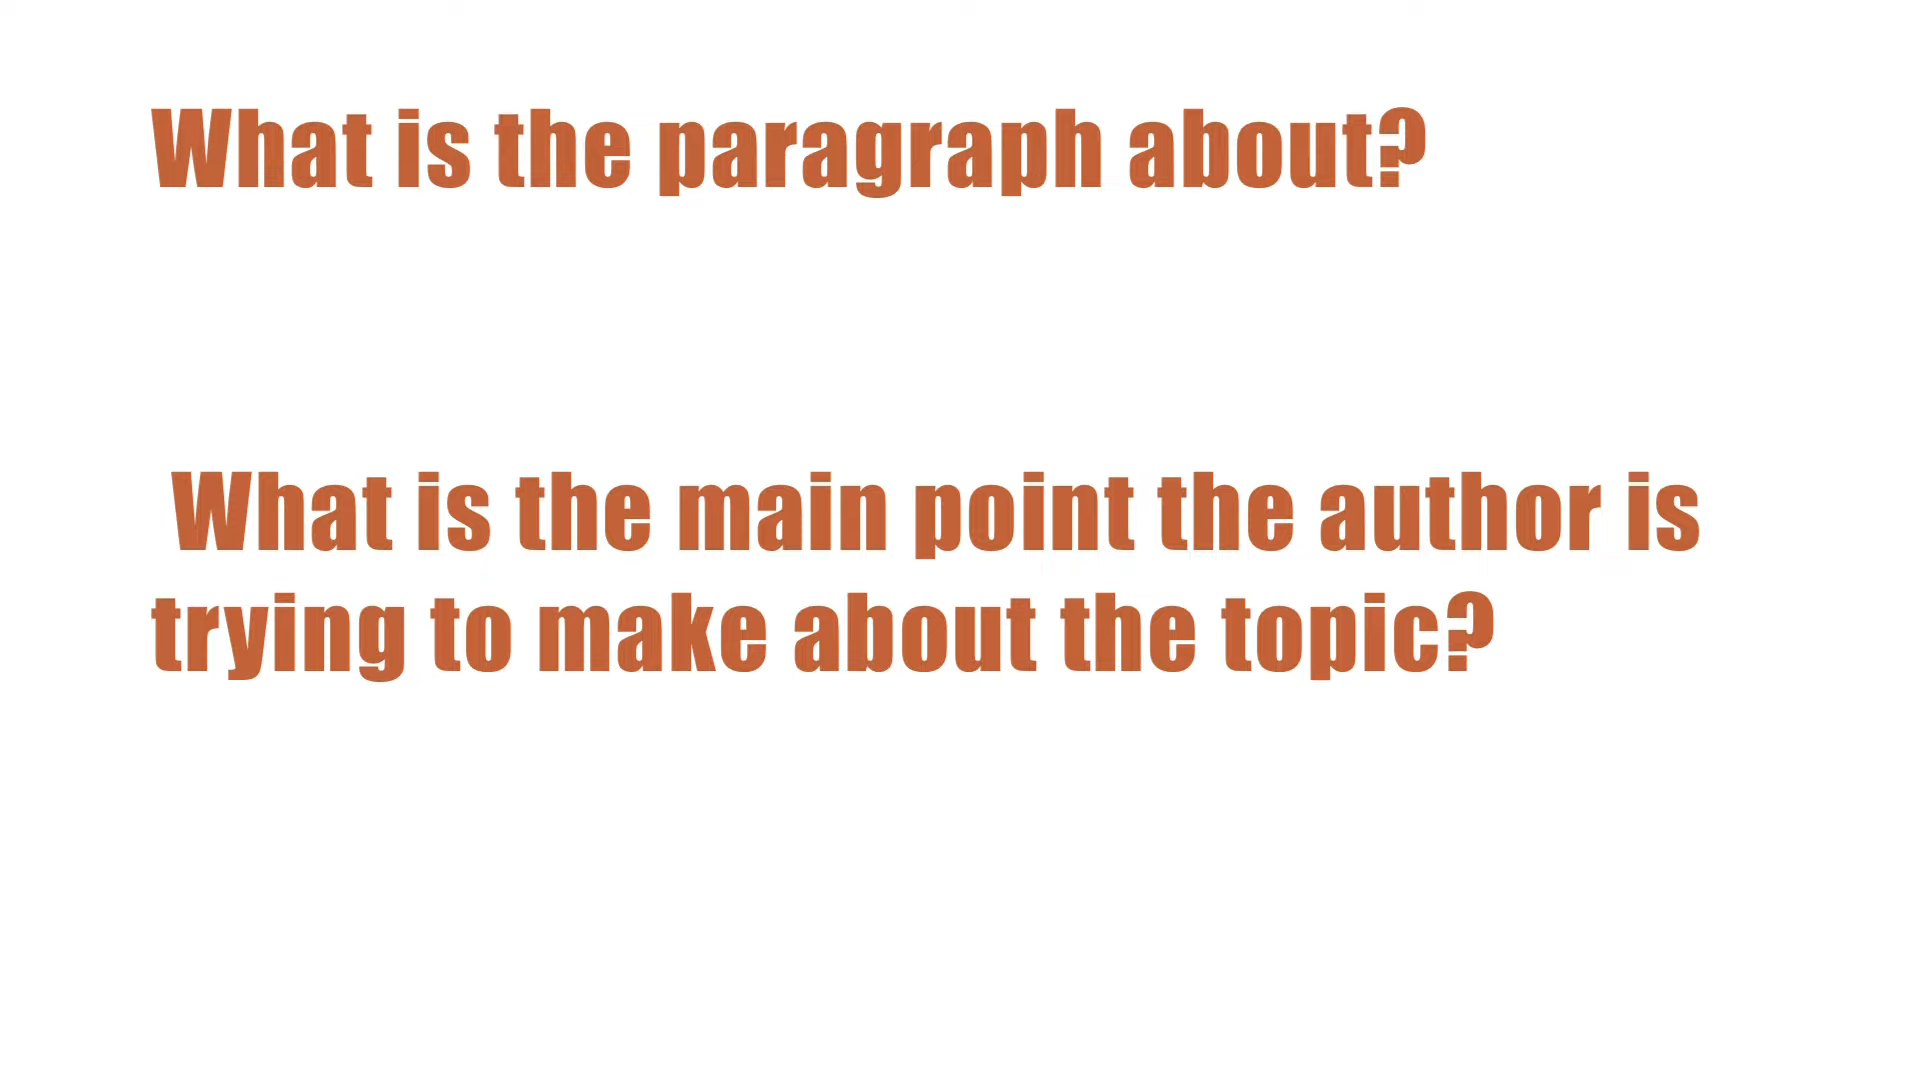 What is the paragraph about?
What is the main point the author is
trying to make about the topic?